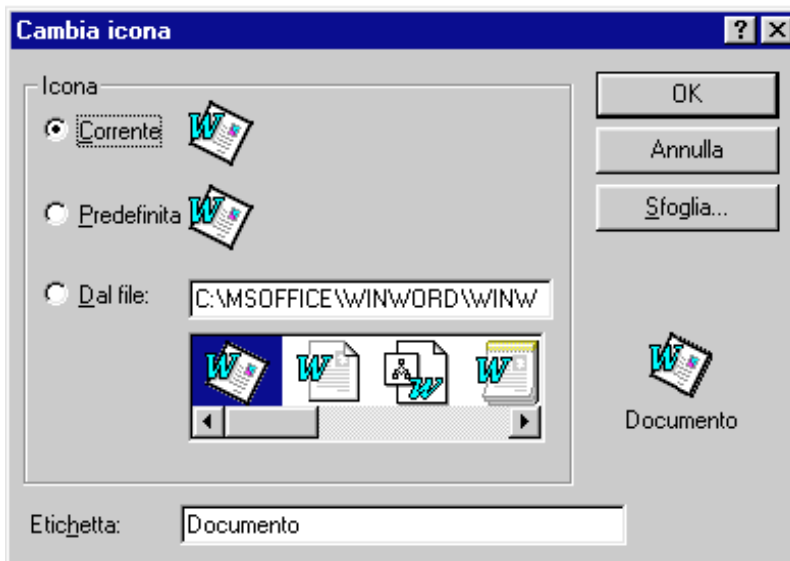 Cambia icona
Icona
Corrente
Predefinita
Dal file:
C:\MSOFFICE\WINWORD\WINW
OK
Annulla
Sfoglia...
Documento
Etichetta:
Documento